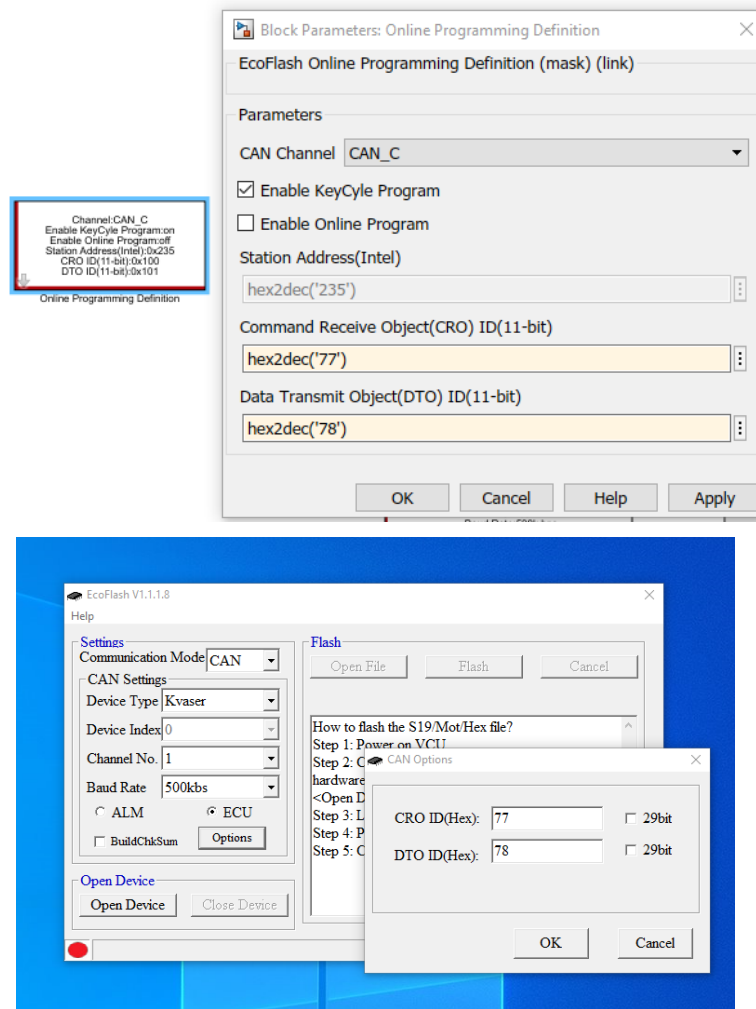 Block Parameters: Online Programming Definition
EcoFlash Online Programming Definition (mask) (link)
Parameters
CAN Channel CAN_C
Enable KeyCyle Program
Enable Online Program
Station Address(Intel)
hex2dec('235')
Command Receive Object(CRO) ID(11-bit)
hex2dec('77')
Data Transmit Object(DTO) ID(11-bit)
hex2dec('78')
OK Cancel Help Apply
Channel:CAN_C
Enable KeyCyle Program:on
Enable Online Program:off
Station Address(Intel):0x235
CRO ID(11-bit):0x100
DTO ID(11-bit):0x101
Online Programming Definition
EcoFlash V1.1.1.8
Help
Settings
Communication Mode CAN
CAN Settings
Device Type Kvaser
Device Index 0
Channel No. 1
Baud Rate 500kbs
ALM ECU
BuildChkSum Options
Open Device
Open Device Close Device
Flash
Open File Flash Cancel
How to flash the S19/Mot/Hex file?
Step 1: Power on VCU
Step 2: C
hardware
<Open D
Step 3: L
Step 4: P
Step 5: C
CAN Options
CRO ID(Hex): 77 29bit
DTO ID(Hex): 78 29bit
OK Cancel